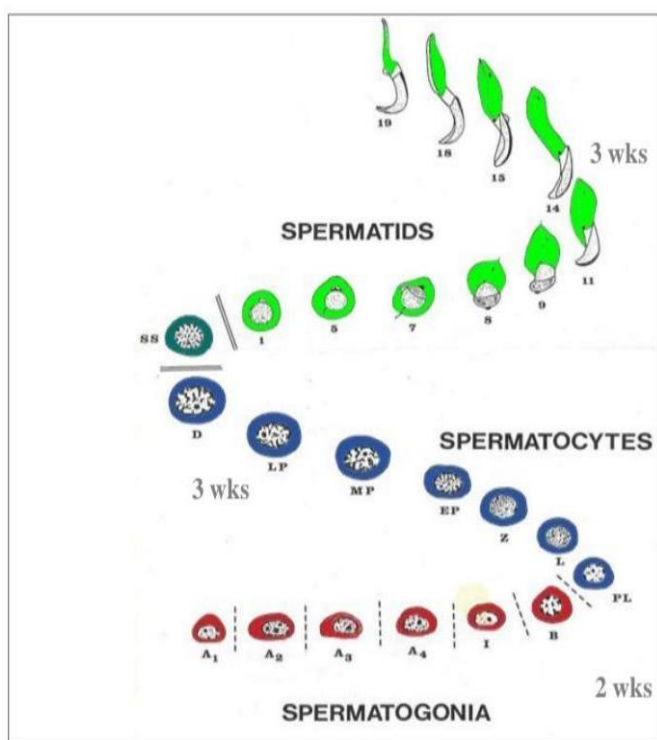 19
18
15
3 wks
14
SPERMATIDS
11
9
8
7
5
1
SS
D
SPERMATOCYTES
LP
3 wks
MP
EP
Z
L
PL
B
I
A4
A3
A2
A1
2 wks
SPERMATOGONIA